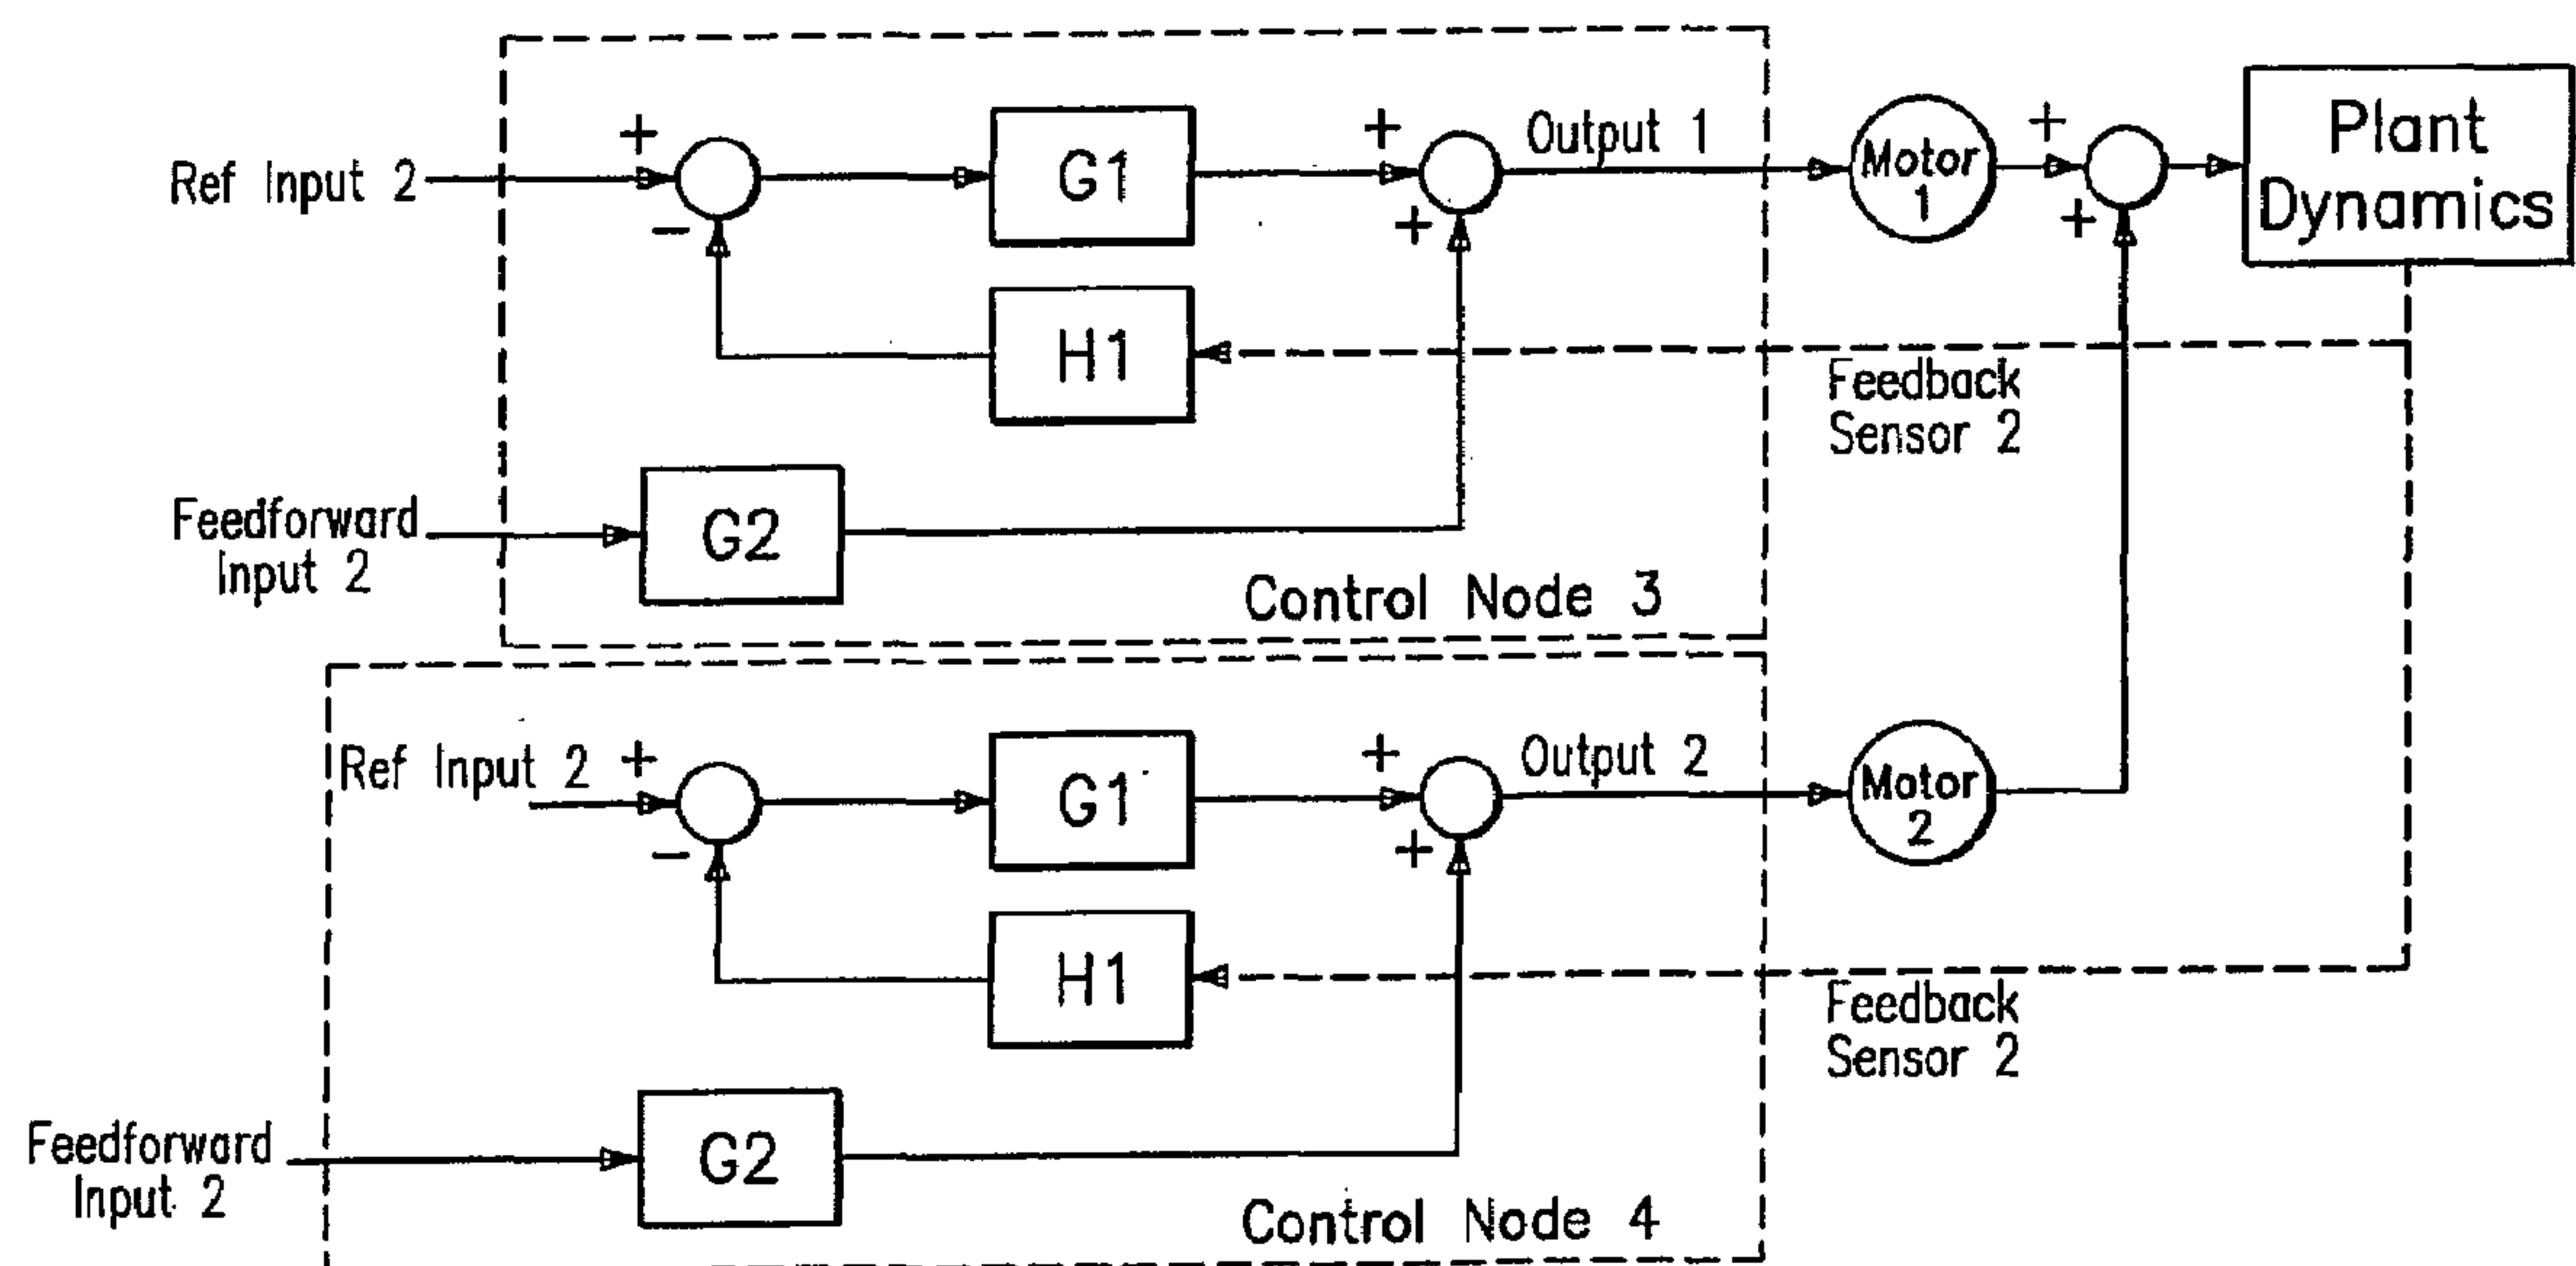 +
+
Output 1
Motor
1
+
Plant
Dynamics
Ref Input 2
G1
−
+
+
H1
Feedback
Sensor 2
Feedforward
Input 2
G2
Control Node 3
Ref Input 2
+
G1
+
Output 2
Motor
2
−
+
H1
Feedback
Sensor 2
Feedforward
Input 2
G2
Control Node 4